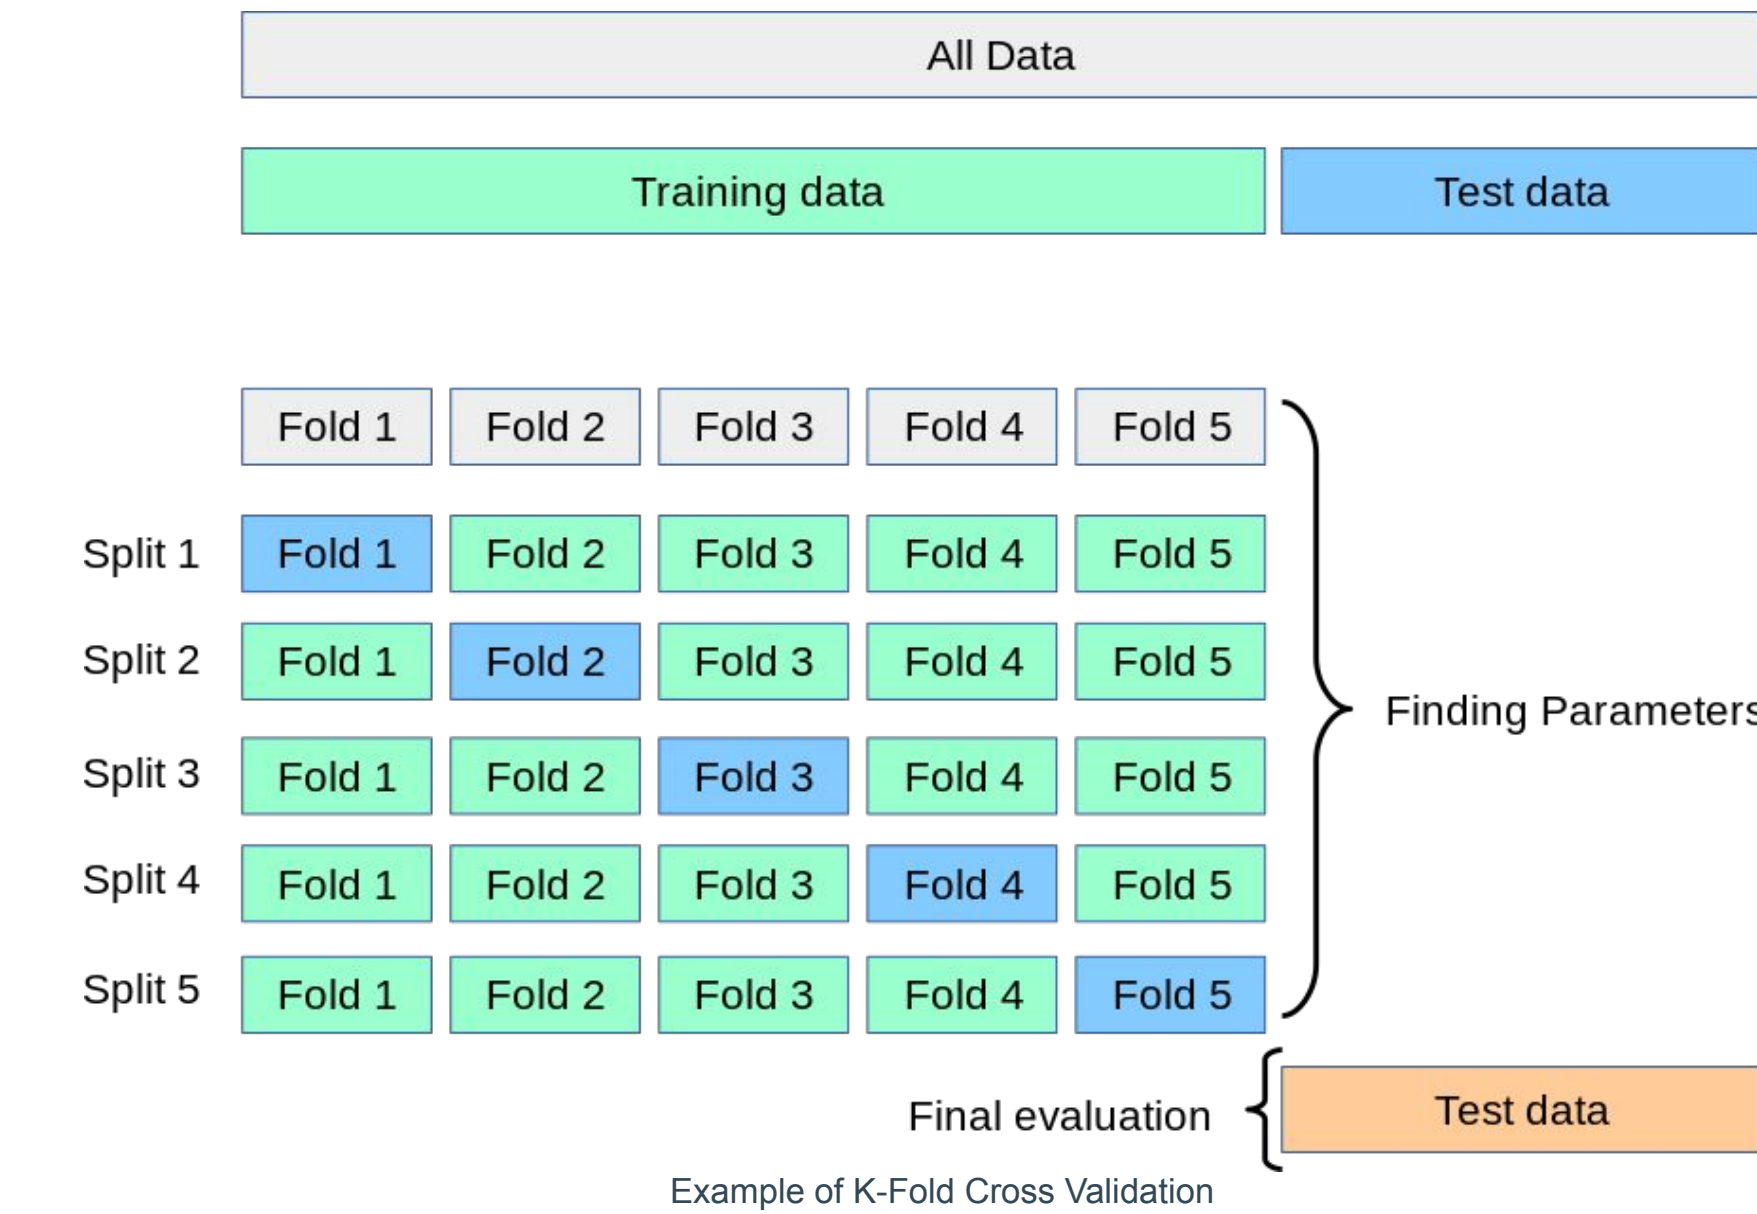 All Data
Training data Test data
Fold 1 Fold 2 Fold 3 Fold 4 Fold 5
Split 1 Fold 1 Fold 2 Fold 3 Fold 4 Fold 5
Split 2 Fold 1 Fold 2 Fold 3 Fold 4 Fold 5
Finding Parameters
Split 3 Fold 1 Fold 2 Fold 3 Fold 4 Fold 5
Split 4 Fold 1 Fold 2 Fold 3 Fold 4 Fold 5
Split 5 Fold 1 Fold 2 Fold 3 Fold 4 Fold 5
Final evaluation Test data
Example of K-Fold Cross Validation